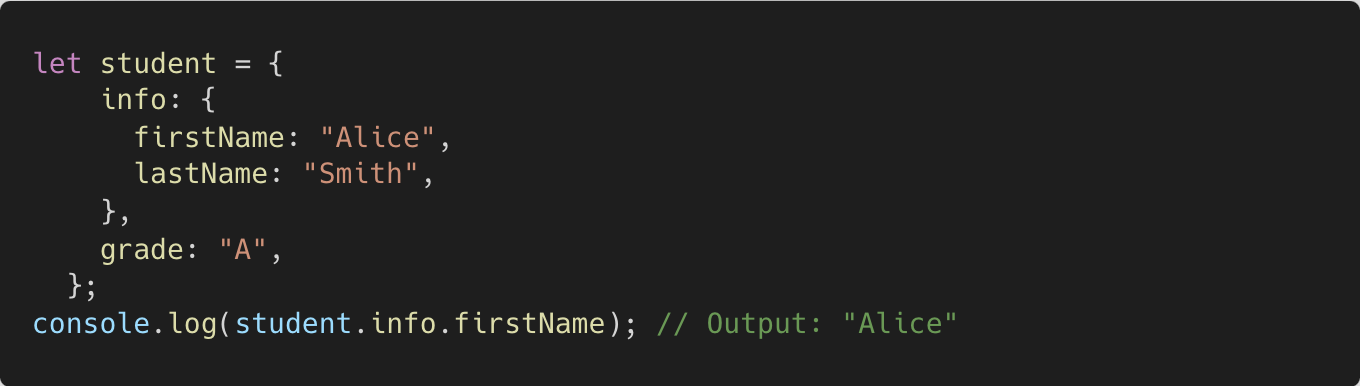 let student = {
    info: {
      firstName: "Alice",
      lastName: "Smith",
    },
    grade: "A",
  };
console.log(student.info.firstName); // Output: "Alice"